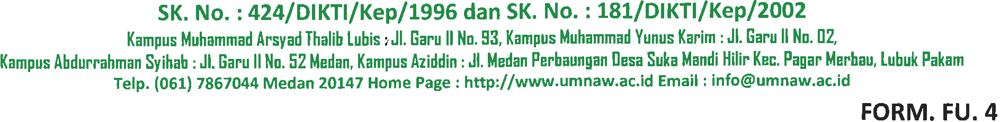 SK. No. : 424/DIKTI/Kep/1996 dan SK. No. : 181/DIKTI/Kep/2002
Kampus Muhammad Arsyad Thalib Lubis : Jl. Garu II No. 93, Kampus Muhammad Yunus Karim : Jl. Garu II No. 02,
Kampus Abdurrahman Syihab : Jl. Garu II No. 52 Medan, Kampus Aziddin : Jl. Medan Perbaungan Desa Suka Mandi Hilir Kec. Pagar Merbau, Lubuk Pakam
Telp. (061) 7867044 Medan 20147 Home Page : http://www.umnaw.ac.id Email : info@umnaw.ac.id
FORM. FU. 4